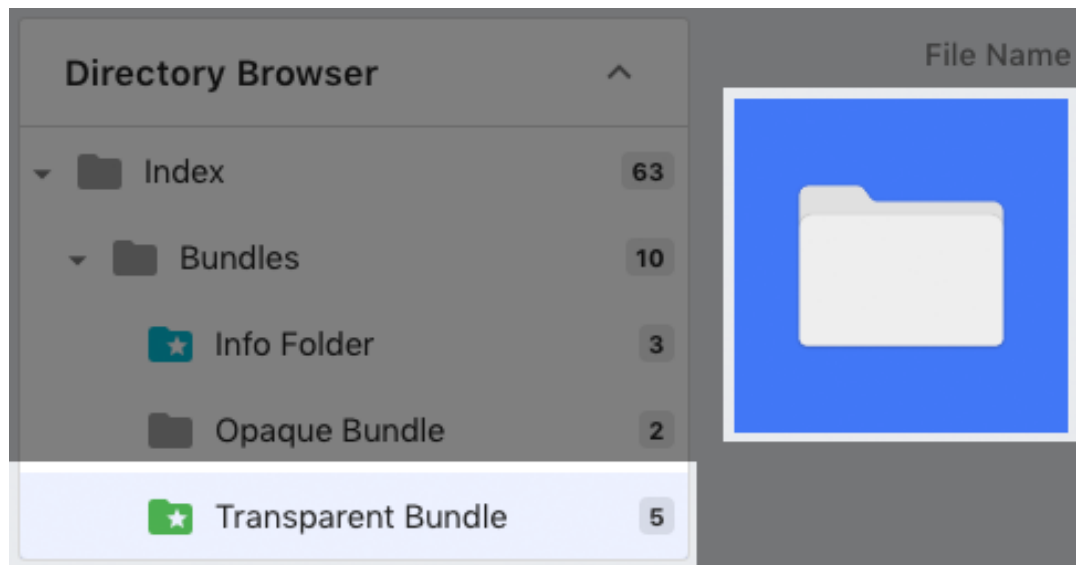 Directory Browser
File Name
Index 63
Bundles 10
Info Folder 3
Opaque Bundle 2
Transparent Bundle 5